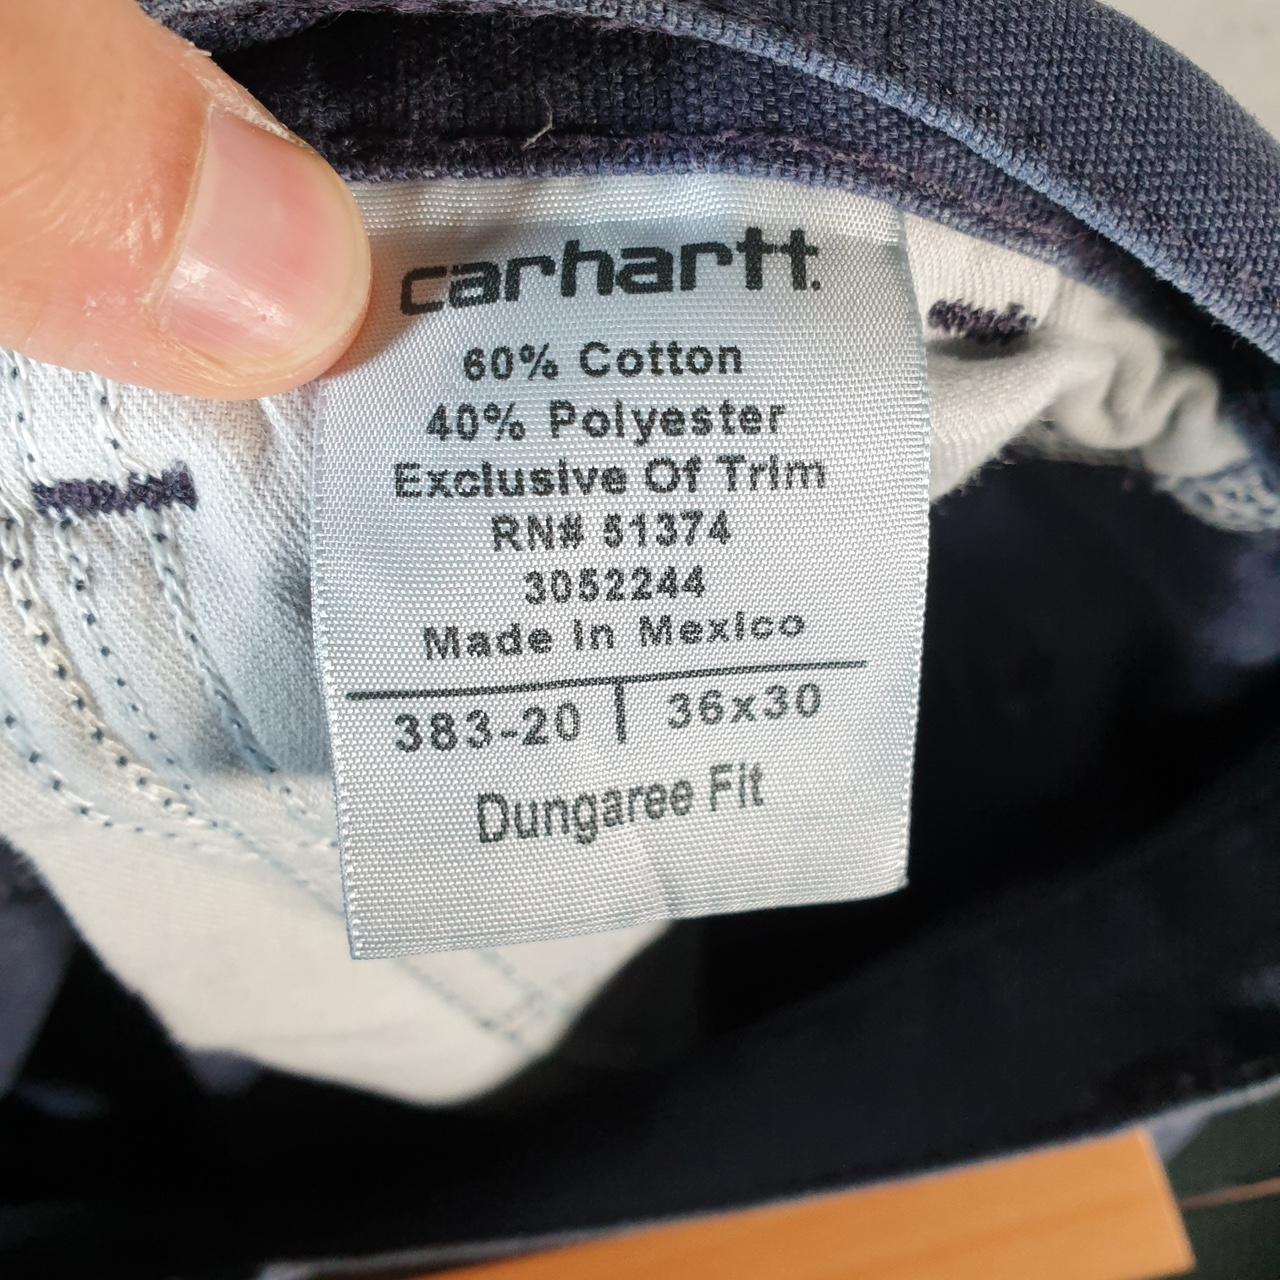 carhartt.
60% Cotton
40% Polyester
Exclusive Of Trim
RN# 51374
3052244
Made In Mexico
383-20 | 36x30
Dungaree Fit